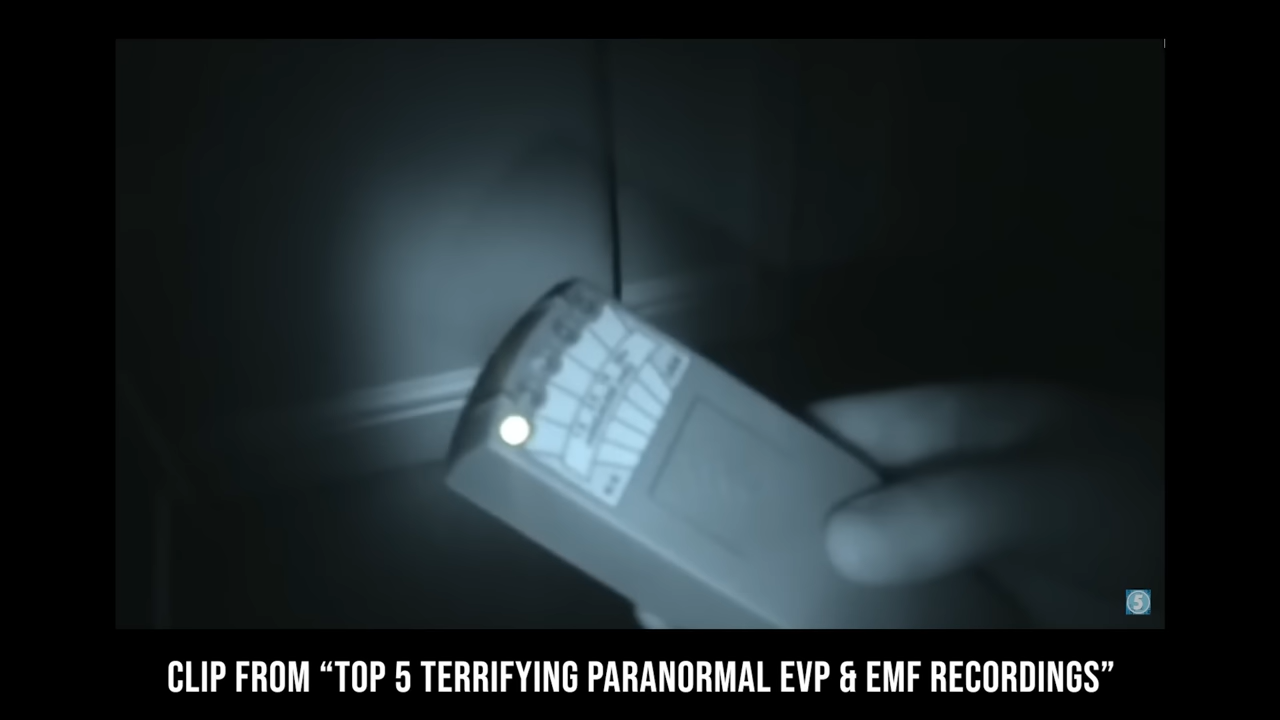 5
CLIP FROM “TOP 5 TERRIFYING PARANORMAL EVP & EMF RECORDINGS”